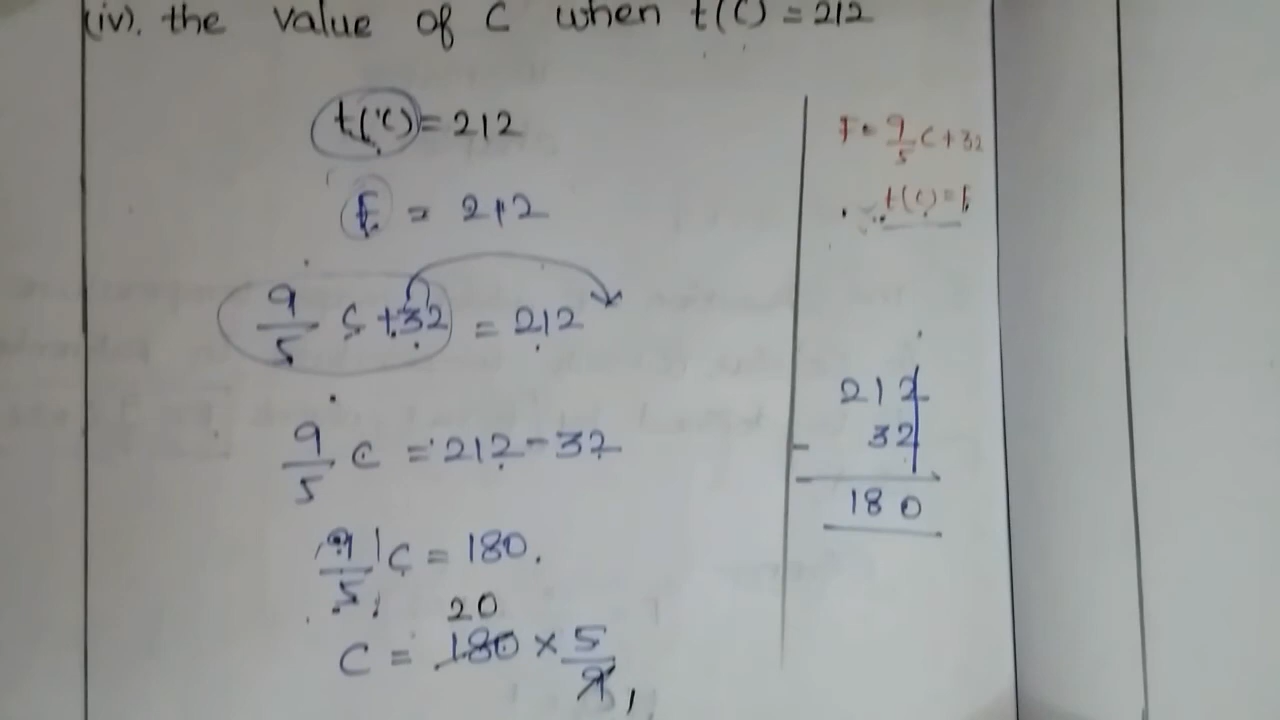 (iv). the value of C when t(C) = 212
t(C) = 212
F = 212
9/5 C + 32 = 212
9/5 C = 212 - 32
9/5 C = 180.
20
C = 180 × 5/9 1
F = 9/5 C + 32
t(C) = F
212
- 32
180